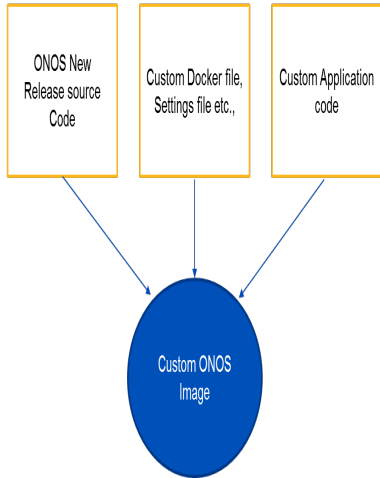 ONOS New
Release source
Code
Custom Docker file,
Settings file etc.,
Custom Application
code
Custom ONOS
Image